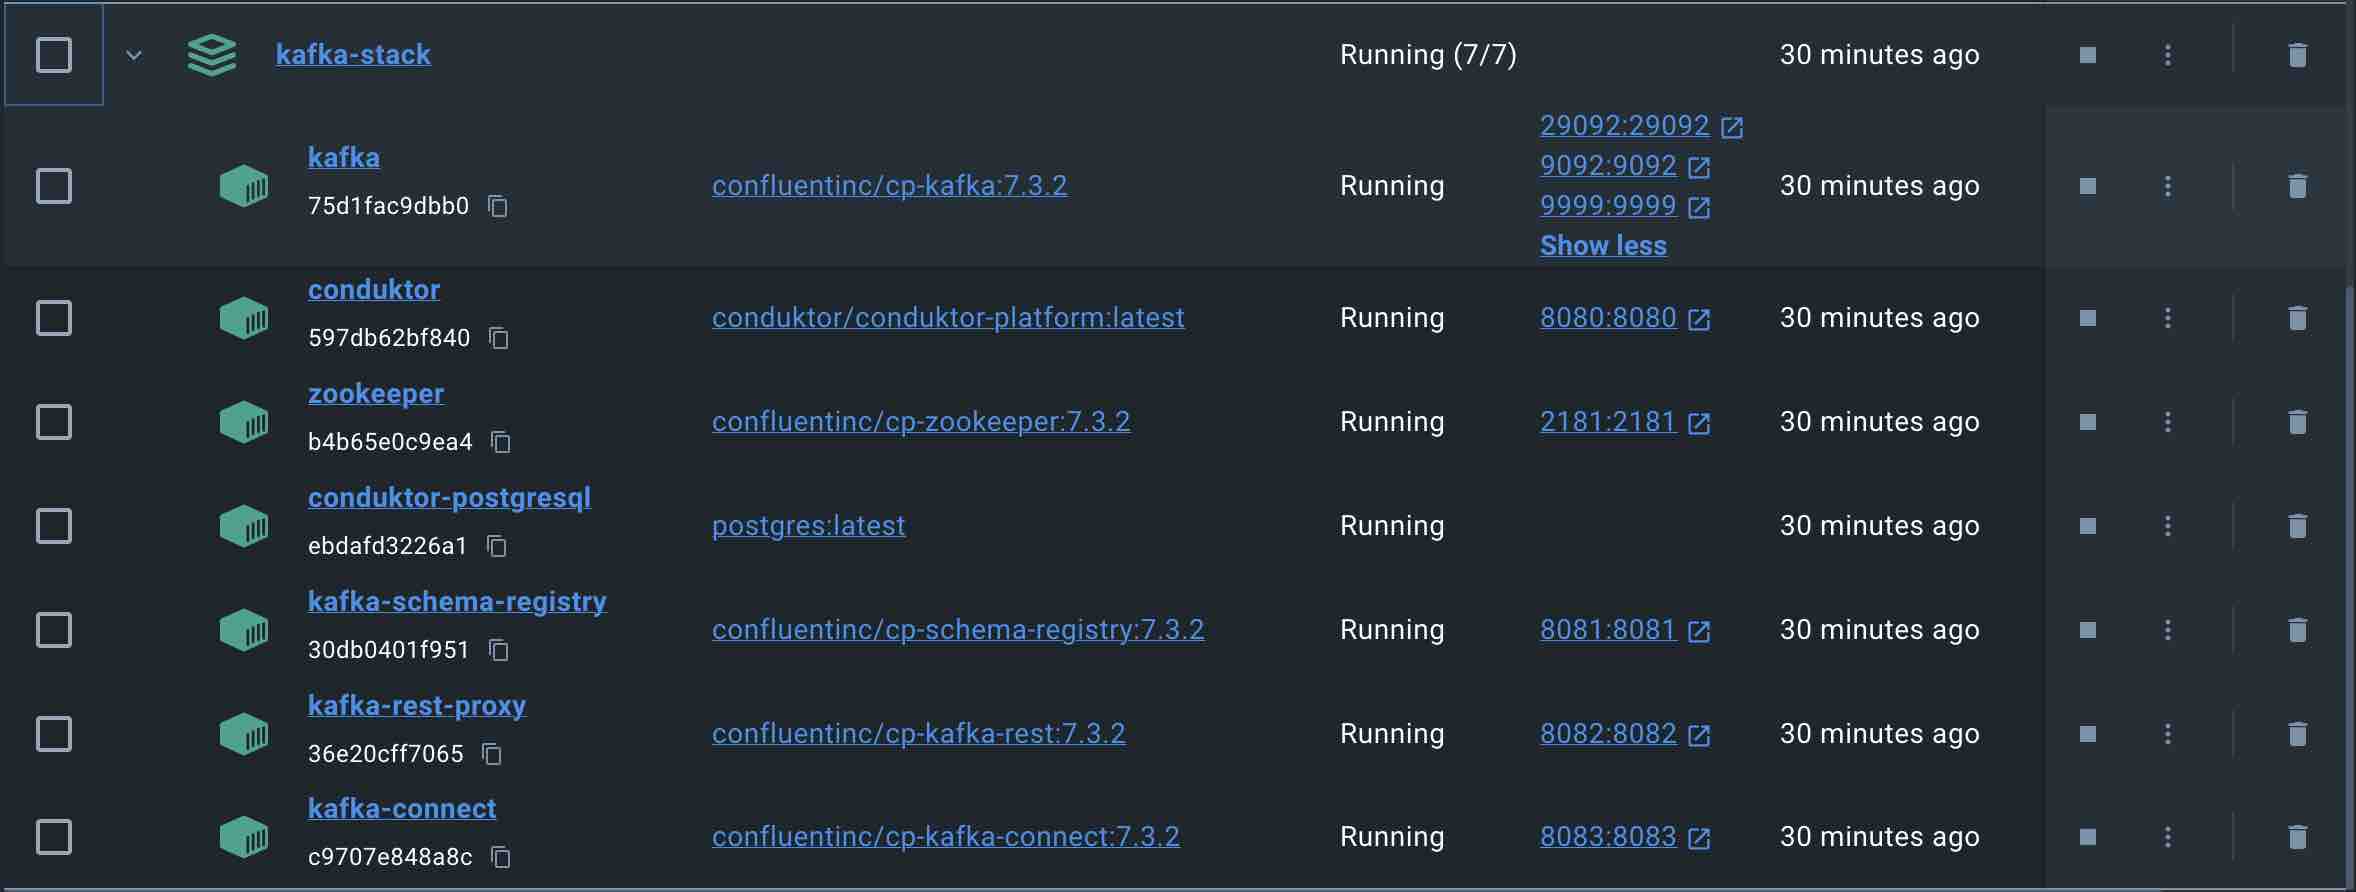 kafka-stack Running (7/7) 30 minutes ago
kafka
75d1fac9dbb0
confluentinc/cp-kafka:7.3.2
Running
29092:29092
9092:9092
9999:9999
Show less
30 minutes ago
conduktor
597db62bf840
conduktor/conduktor-platform:latest
Running
8080:8080
30 minutes ago
zookeeper
b4b65e0c9ea4
confluentinc/cp-zookeeper:7.3.2
Running
2181:2181
30 minutes ago
conduktor-postgresql
ebdafd3226a1
postgres:latest
Running
30 minutes ago
kafka-schema-registry
30db0401f951
confluentinc/cp-schema-registry:7.3.2
Running
8081:8081
30 minutes ago
kafka-rest-proxy
36e20cff7065
confluentinc/cp-kafka-rest:7.3.2
Running
8082:8082
30 minutes ago
kafka-connect
c9707e848a8c
confluentinc/cp-kafka-connect:7.3.2
Running
8083:8083
30 minutes ago